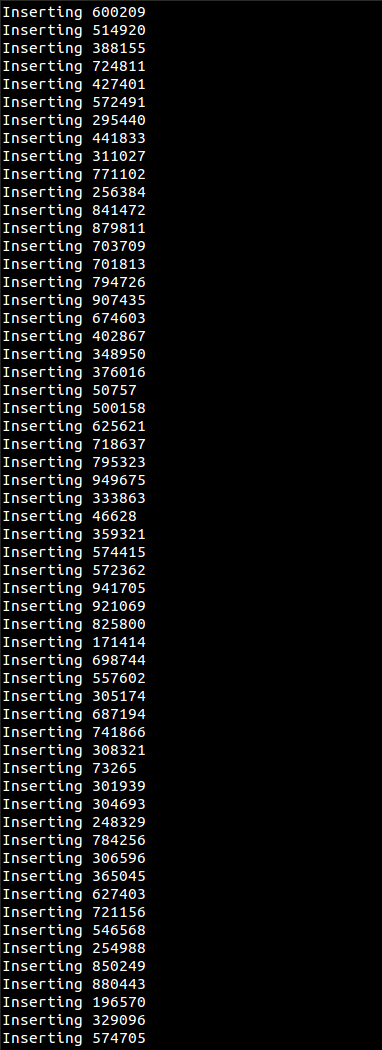 Inserting 600209
Inserting 514920
Inserting 388155
Inserting 724811
Inserting 427401
Inserting 572491
Inserting 295440
Inserting 441833
Inserting 311027
Inserting 771102
Inserting 256384
Inserting 841472
Inserting 879811
Inserting 703709
Inserting 701813
Inserting 794726
Inserting 907435
Inserting 674603
Inserting 402867
Inserting 348950
Inserting 376016
Inserting 50757
Inserting 500158
Inserting 625621
Inserting 718637
Inserting 795323
Inserting 949675
Inserting 333863
Inserting 46628
Inserting 359321
Inserting 574415
Inserting 572362
Inserting 941705
Inserting 921069
Inserting 825800
Inserting 171414
Inserting 698744
Inserting 557602
Inserting 305174
Inserting 687194
Inserting 741866
Inserting 308321
Inserting 73265
Inserting 301939
Inserting 304693
Inserting 248329
Inserting 784256
Inserting 306596
Inserting 365045
Inserting 627403
Inserting 721156
Inserting 546568
Inserting 254988
Inserting 850249
Inserting 880443
Inserting 196570
Inserting 329096
Inserting 574705